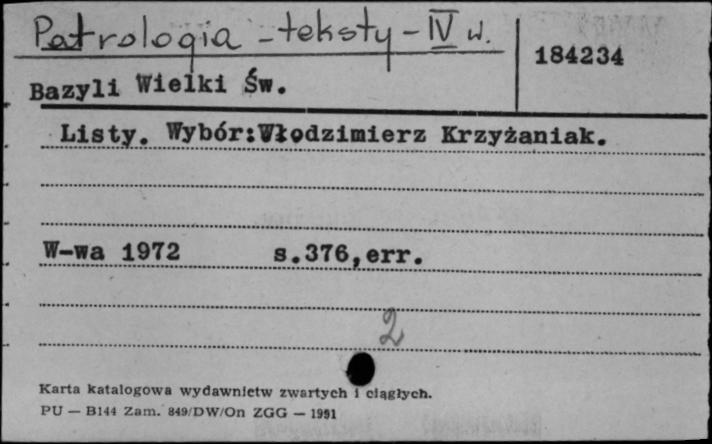 Patrologia - teksty - IV w.
184234
Bazyli Wielki Św.
Listy. Wybór:Włodzimierz Krzyżaniak.
W-wa 1972 s.376,err.
2
Karta katalogowa wydawnictw zwartych i ciągłych.
PU — B144 Zam. 849/DW/On ZGG — 1991